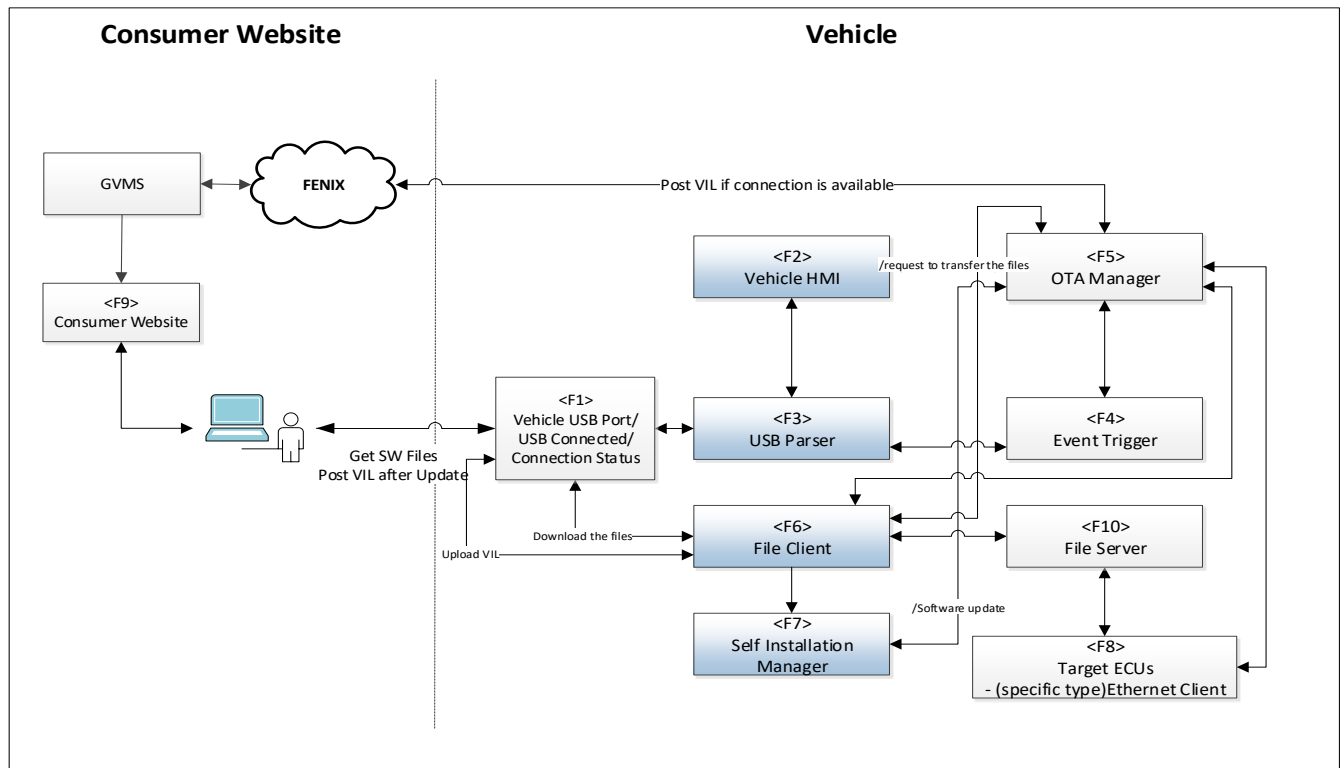 Consumer Website
Vehicle
GVMS
FENIX
Post VIL if connection is available
<F2>
Vehicle HMI
/request to transfer the files
<F5>
OTA Manager
<F9>
Consumer Website
<F1>
Vehicle USB Port/
USB Connected/
Connection Status
<F3>
USB Parser
<F4>
Event Trigger
Get SW Files
Post VIL after Update
Download the files
Upload VIL
<F6>
File Client
<F10>
File Server
/Software update
<F7>
Self Installation
Manager
<F8>
Target ECUs
- (specific type)Ethernet Client